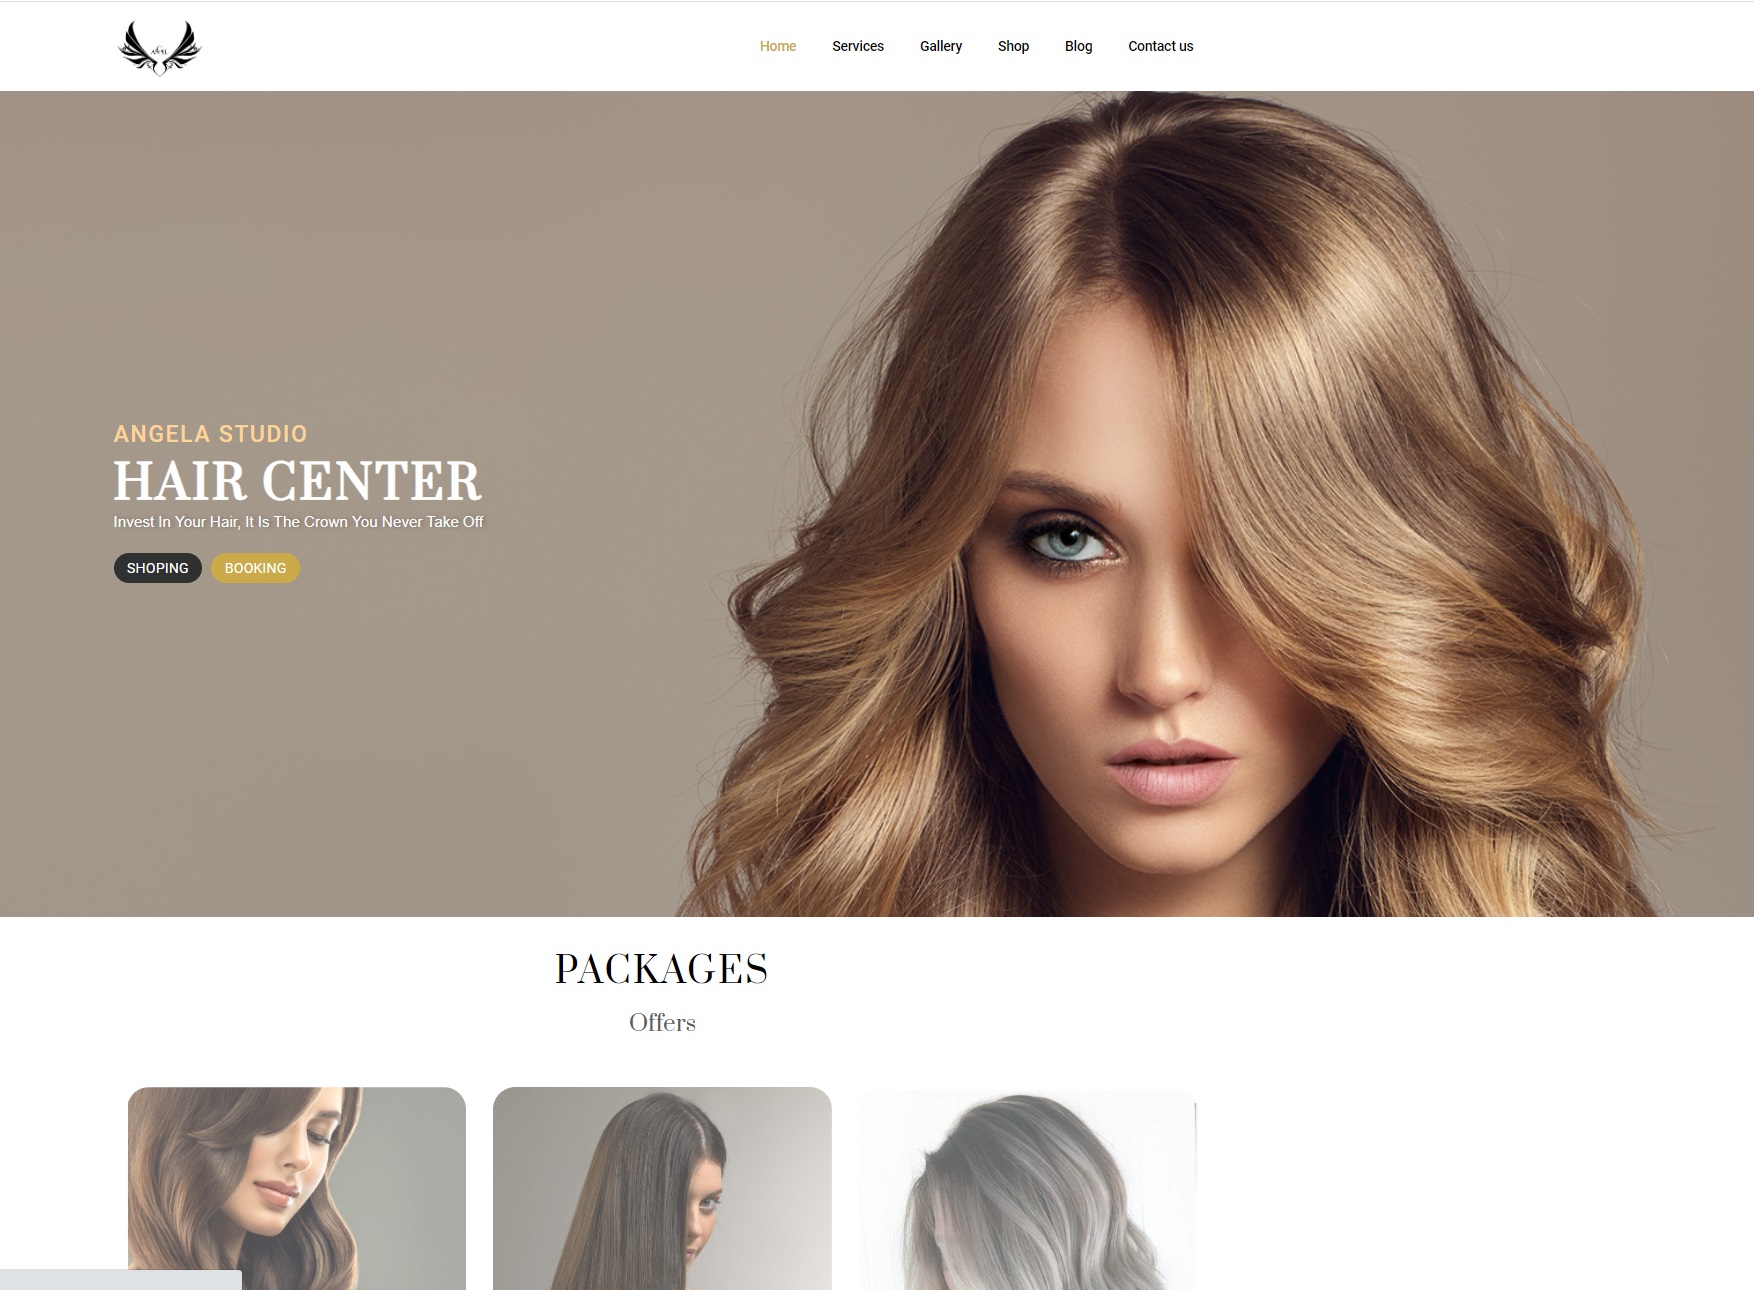 Home Services Gallery Shop Blog Contact us
ANGELA STUDIO
HAIR CENTER
Invest In Your Hair, It Is The Crown You Never Take Off
SHOPING BOOKING
PACKAGES
Offers